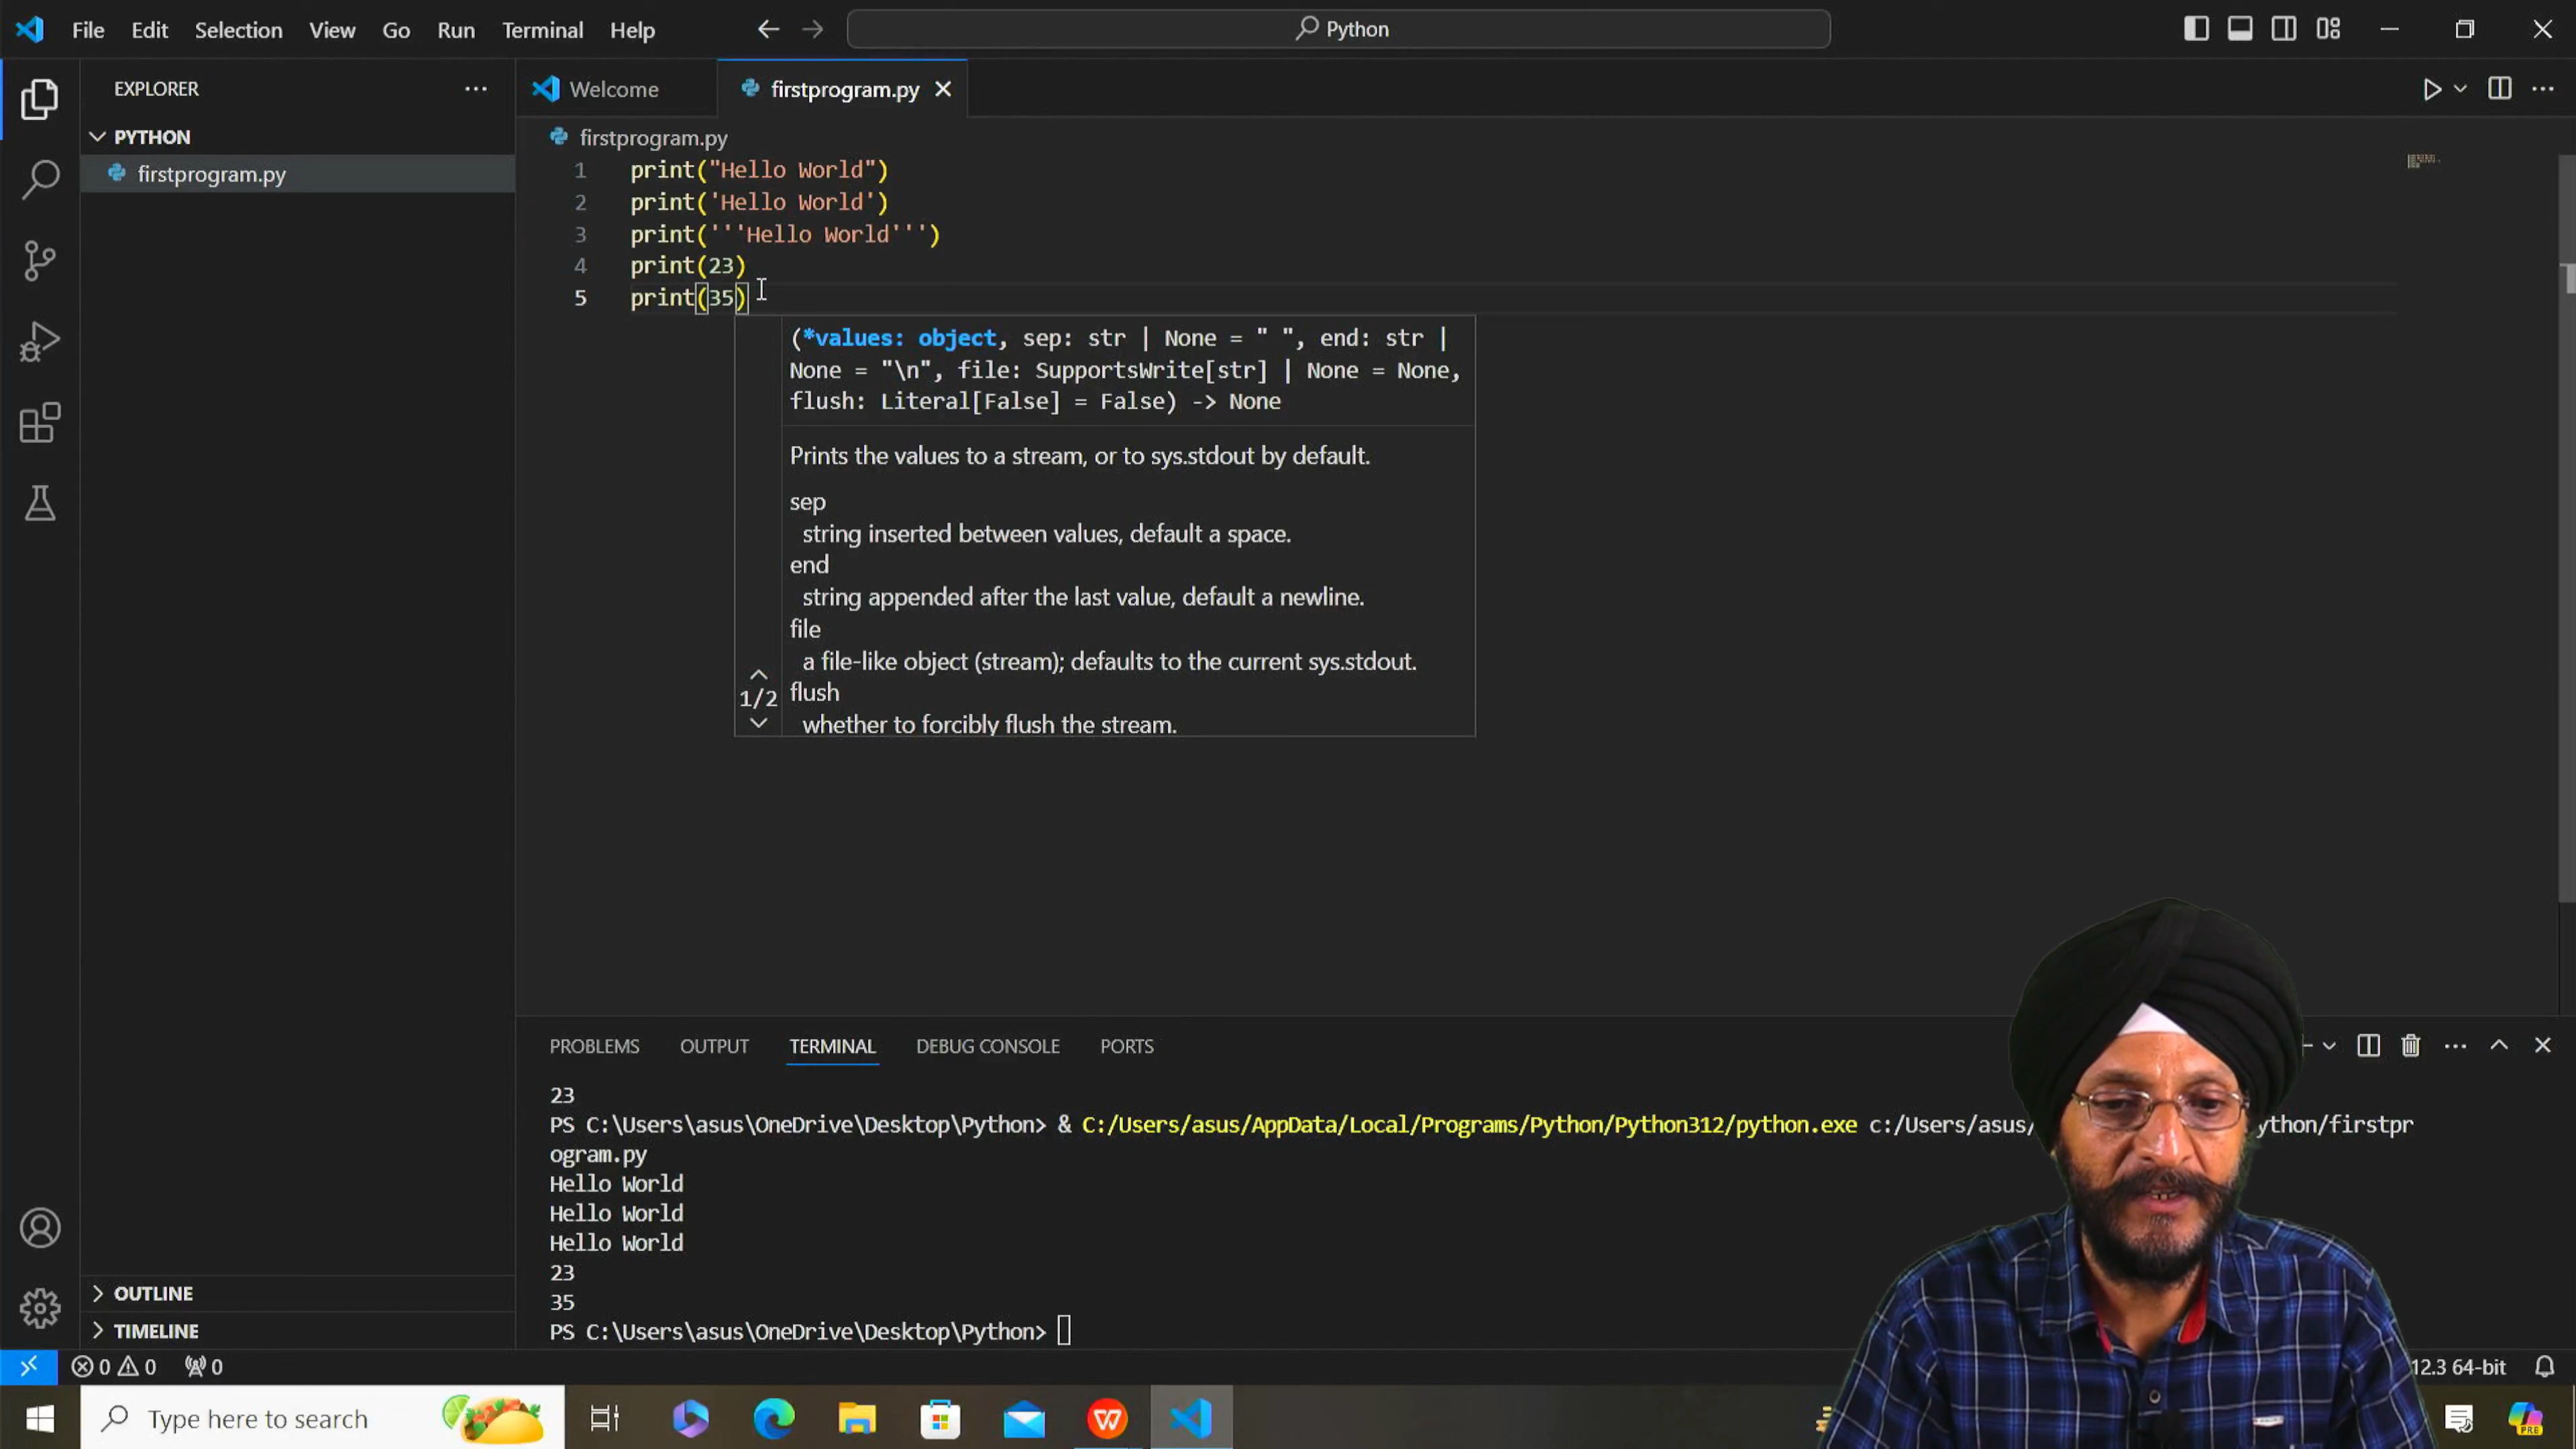 File Edit Selection View Go Run Terminal Help
Python
EXPLORER
PYTHON
firstprogram.py
Welcome
firstprogram.py
firstprogram.py
1 print("Hello World")
2 print('Hello World')
3 print('''Hello World''')
4 print(23)
5 print(35)
(*values: object, sep: str | None = " ", end: str |
None = "\n", file: SupportsWrite[str] | None = None,
flush: Literal[False] = False) -> None
Prints the values to a stream, or to sys.stdout by default.
sep
string inserted between values, default a space.
end
string appended after the last value, default a newline.
file
a file-like object (stream); defaults to the current sys.stdout.
flush
whether to forcibly flush the stream.
1/2
PROBLEMS OUTPUT TERMINAL DEBUG CONSOLE PORTS
23
PS C:\Users\asus\OneDrive\Desktop\Python> & C:/Users/asus/AppData/Local/Programs/Python/Python312/python.exe c:/Users/asus/ ython/firstpr
ogram.py
Hello World
Hello World
Hello World
23
35
PS C:\Users\asus\OneDrive\Desktop\Python>
OUTLINE
TIMELINE
0 0 0
12.3 64-bit
Type here to search
PRE